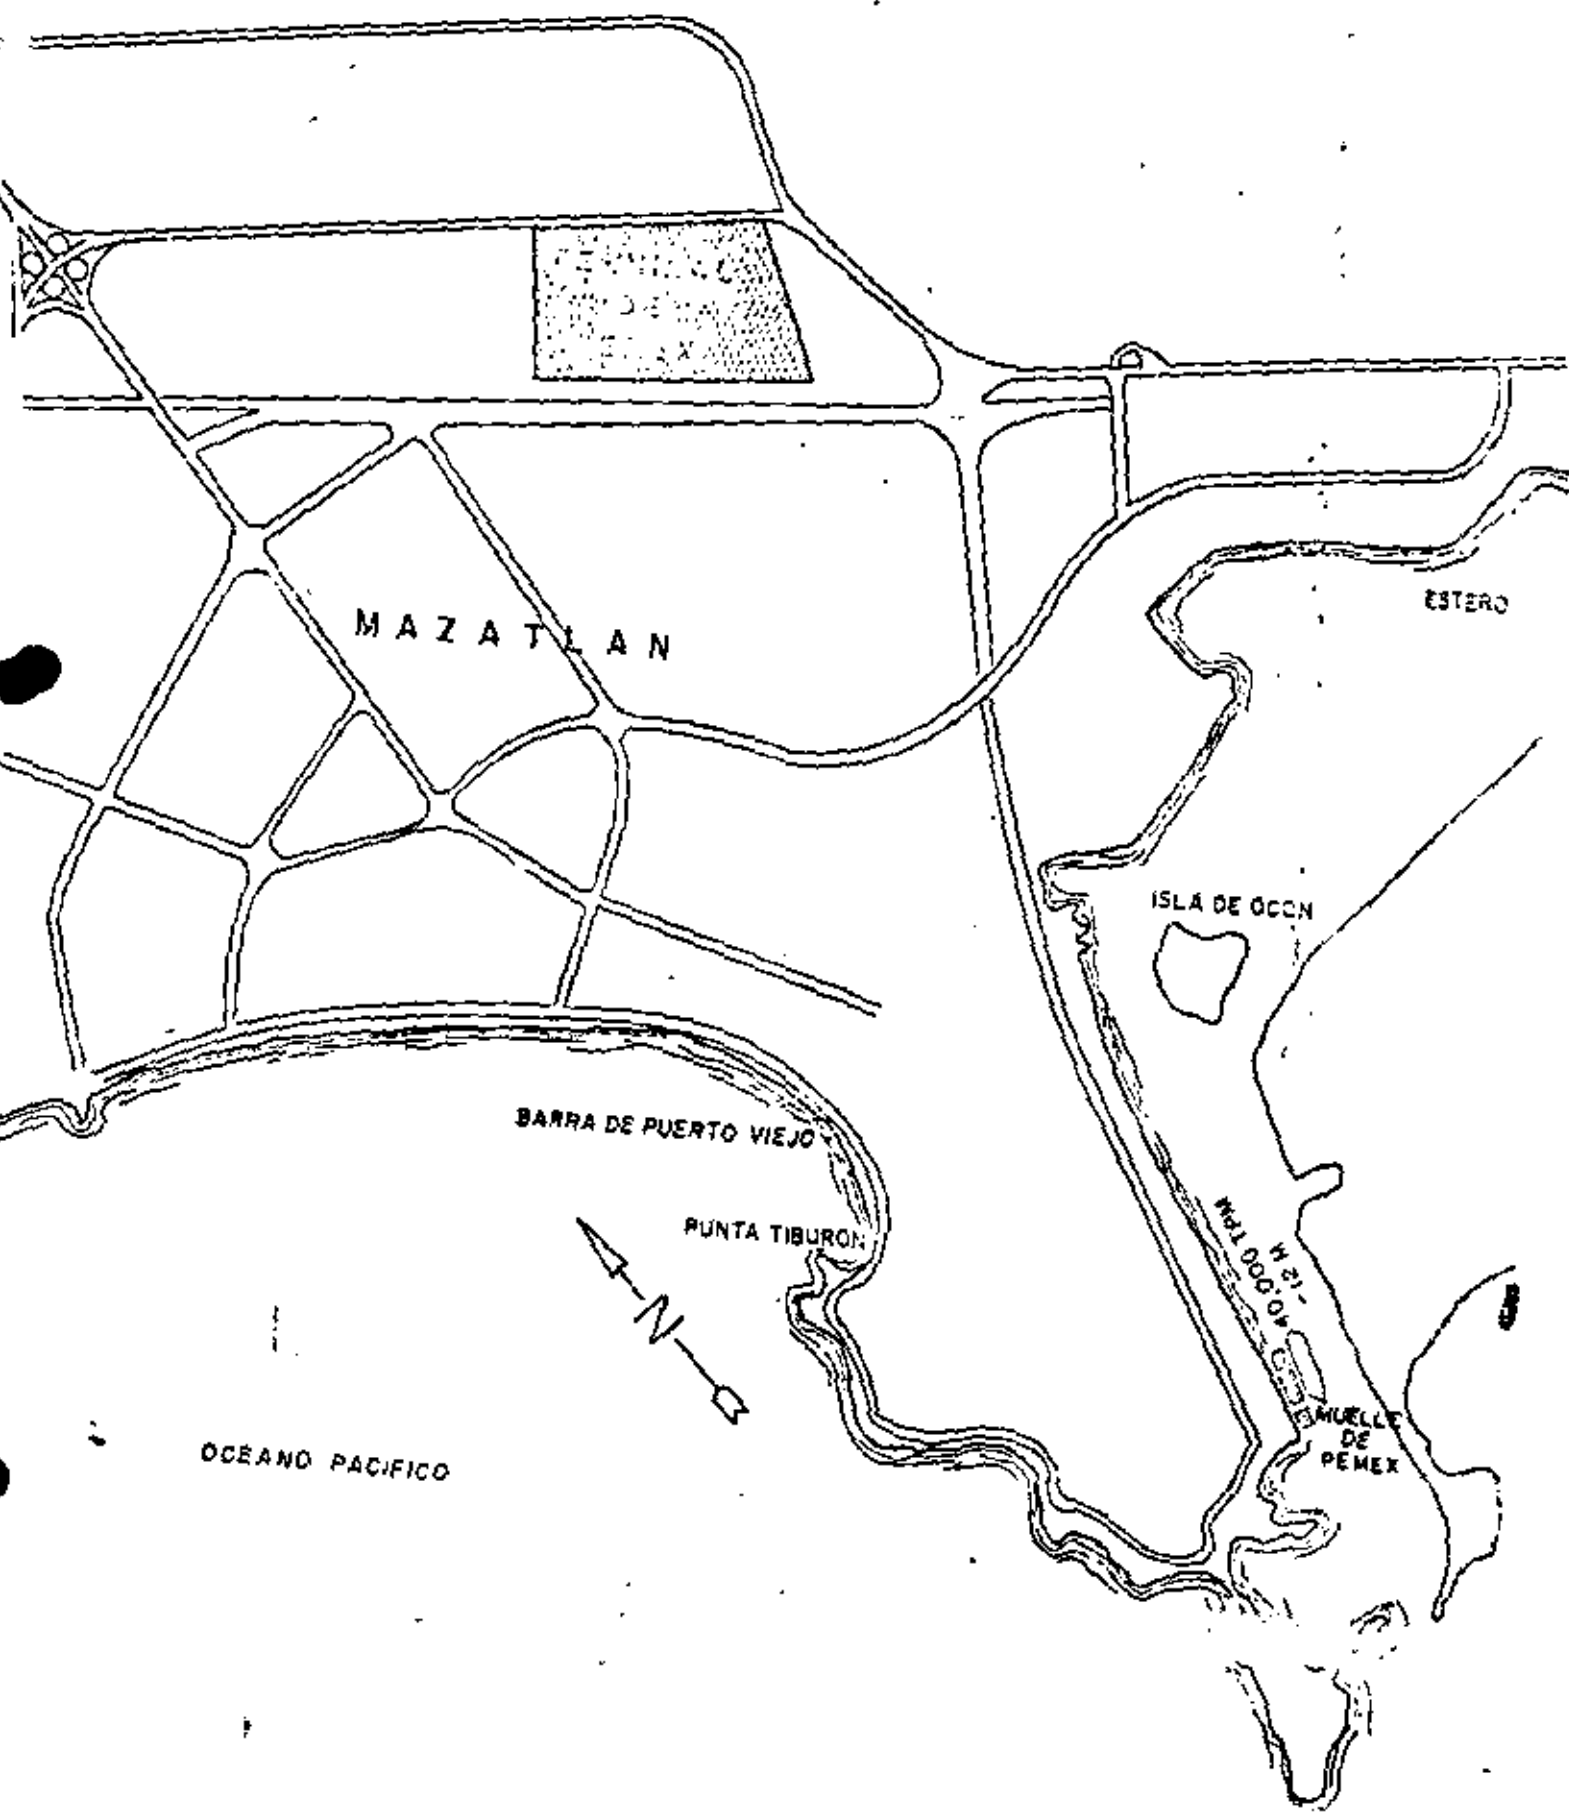 MAZATLAN
ESTERO
ISLA DE OCON
BARRA DE PUERTO VIEJO
PUNTA TIBURON
N
40,000 TPM
-12 M
MUELLE
DE
PEMEX
OCEANO PACIFICO